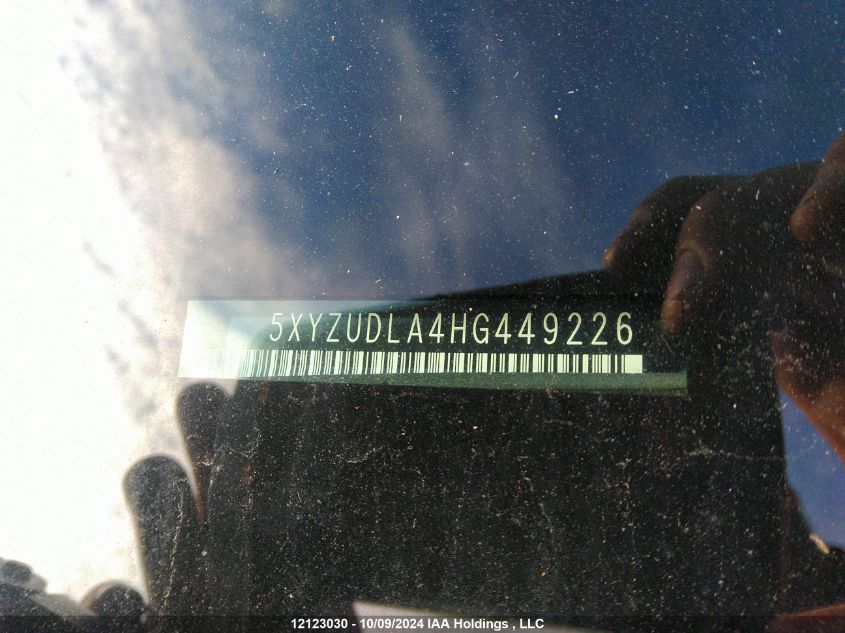 5XYZUDLA4HG449226
12123030 - 10/09/2024 IAA Holdings , LLC